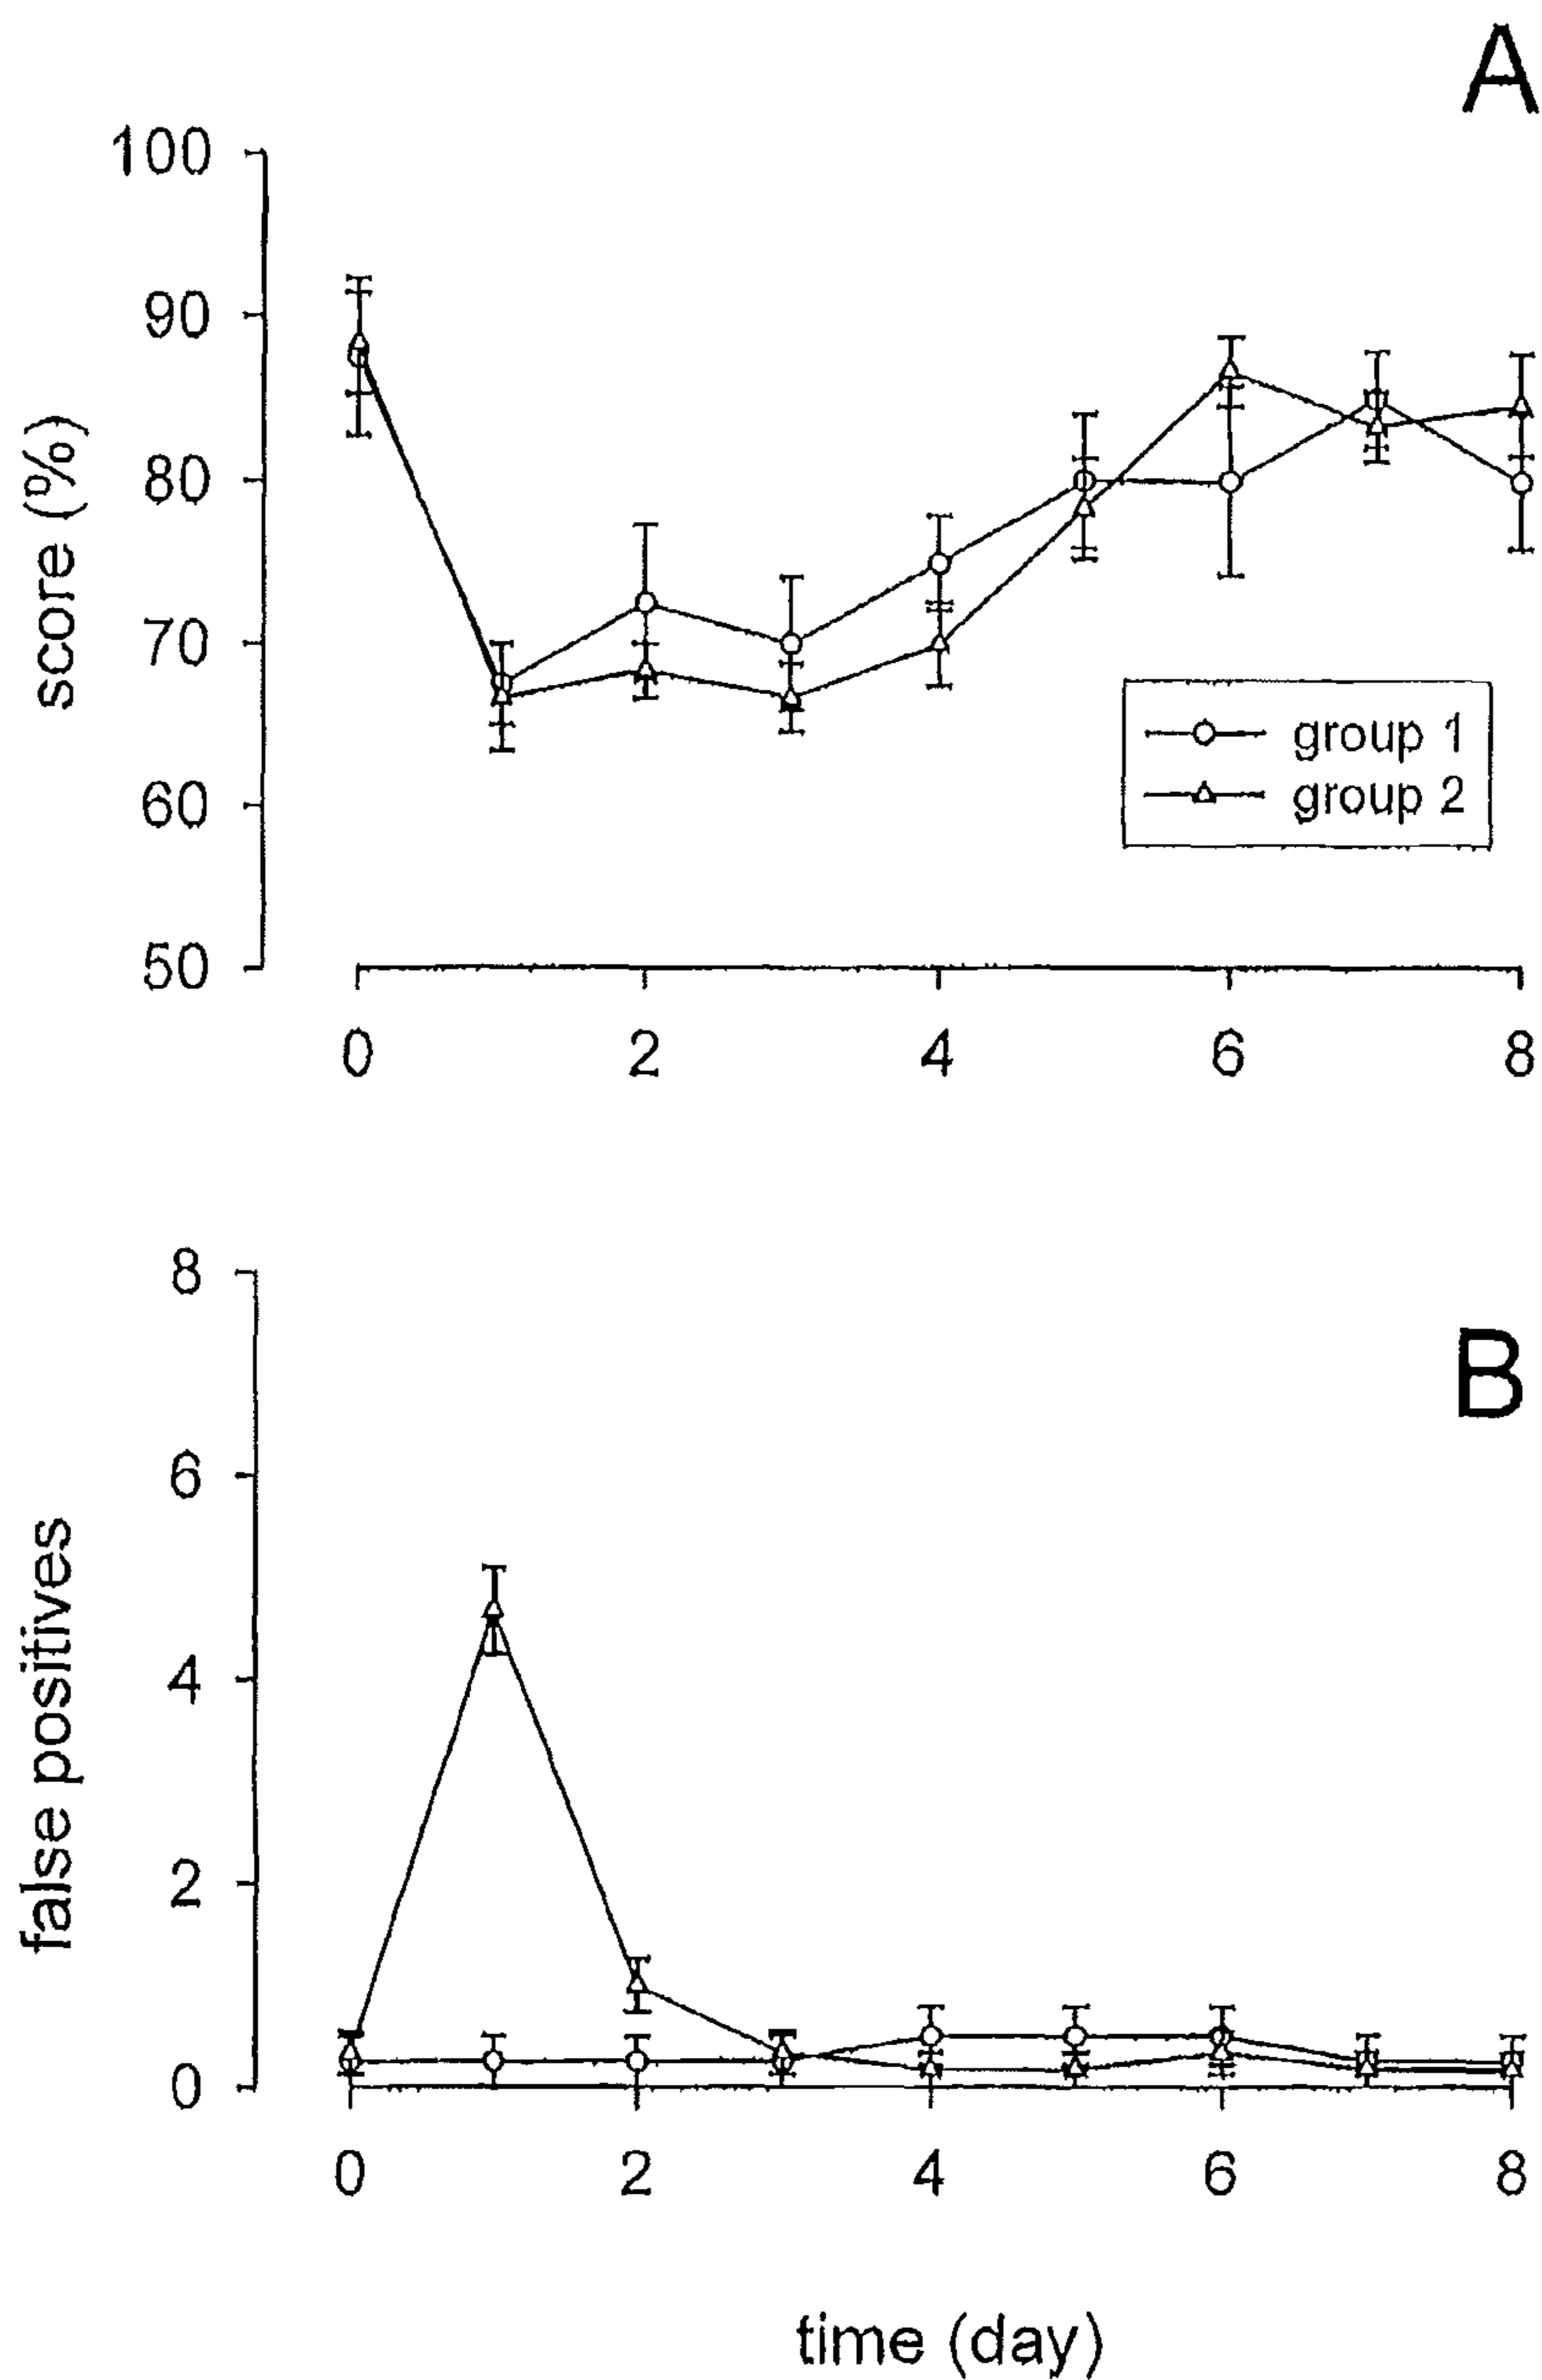 A
100
90
80
70
60
50
score (%)
group 1
group 2
0 2 4 6 8
B
8
6
4
2
0
false positives
0 2 4 6 8
time (day)